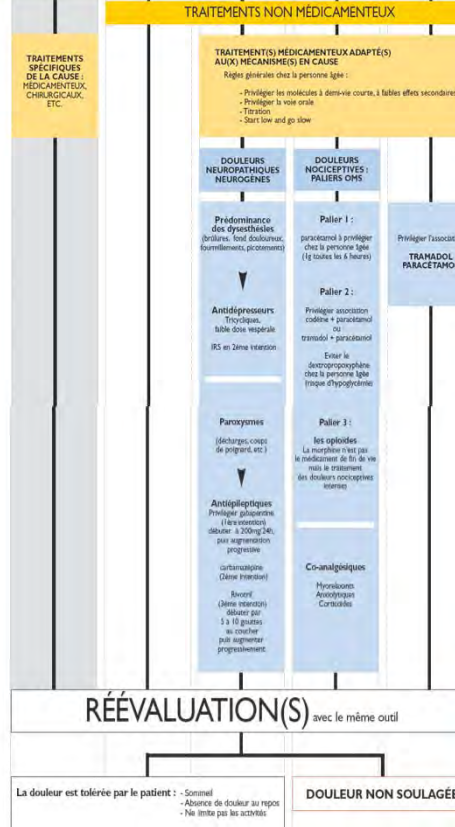 TRAITEMENTS NON MÉDICAMENTEUX
TRAITEMENTS
SPÉCIFIQUES
DE LA CAUSE :
MÉDICAMENTEUX,
CHIRURGICAUX,
ETC.
TRAITEMENT(S) MÉDICAMENTEUX ADAPTÉ(S)
AU(X) MÉCANISME(S) EN CAUSE
Règles générales chez la personne âgée :
- Privilégier les molécules à demi-vie courte, à faibles effets secondaires
- Privilégier la voie orale
- Titration
- Start low and go slow
DOULEURS
NEUROPATHIQUES
NEUROGÈNES
Prédominance
des dysesthésies
(brûlures, fond douloureux,
fourmillements, picotements)
Antidépresseurs
Tricycliques,
faible dose vespérale
IRS en 2ème intention
Paroxysmes
(décharges, coups
de poignard, etc.)
Antiépileptiques
Privilégier gabapentine
(1ère intention)
débuter à 300mg/24h,
puis augmentation
progressive
carbamazépine
(2ème intention)
Rivotril
(3ème intention)
débuter par
5 à 10 gouttes
au coucher
puis augmenter
progressivement
DOULEURS
NOCICEPTIVES :
PALIERS OMS
Palier 1 :
paracétamol à privilégier
chez la personne âgée
(1g toutes les 6 heures)
Palier 2 :
Privilégier association
codéine + paracétamol
ou
tramadol + paracétamol
Eviter le
dextropropoxyphène
chez la personne âgée
(risque d'hypoglycémie)
Palier 3 :
les opioïdes
La morphine n'est pas
le médicament de fin de vie
mais le traitement
des douleurs nociceptives
intenses
Co-analgésiques
Myorelaxants
Anxiolytiques
Corticoïdes
Privilégier l'associat
TRAMADOL
PARACÉTAMO
RÉÉVALUATION(S) avec le même outil
La douleur est tolérée par le patient : - Sommeil
- Absence de douleur au repos
- Ne limite pas les activités
DOULEUR NON SOULAGÉE